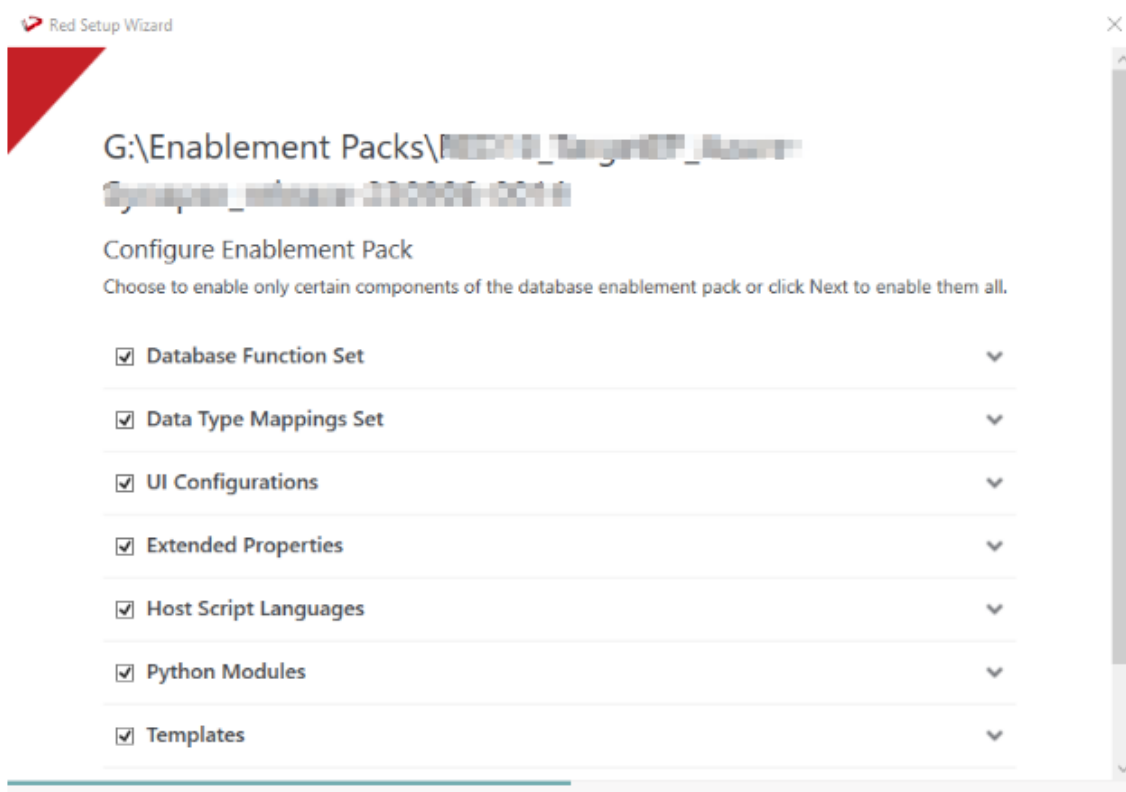 Red Setup Wizard
G:\Enablement Packs\
Configure Enablement Pack
Choose to enable only certain components of the database enablement pack or click Next to enable them all.
Database Function Set
Data Type Mappings Set
UI Configurations
Extended Properties
Host Script Languages
Python Modules
Templates